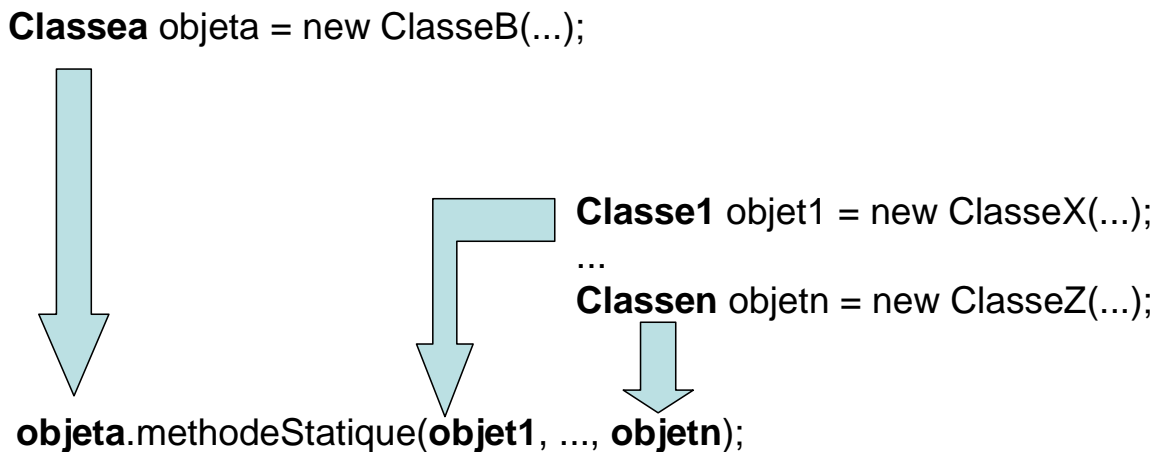 Classea objeta = new ClasseB(...);
Classe1 objet1 = new ClasseX(...);
...
Classen objetn = new ClasseZ(...);
objeta.methodeStatique(objet1, ..., objetn);